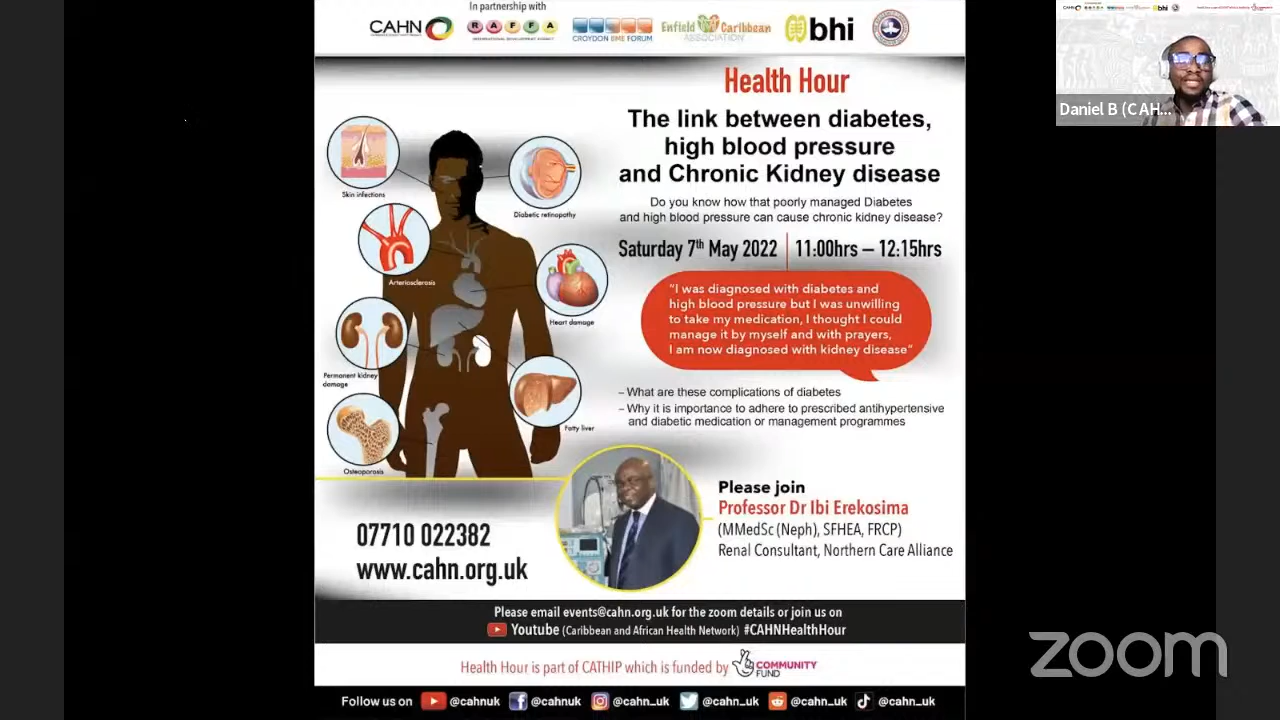 In partnership with
CAHN
RAFFA
INTERNATIONAL DEVELOPMENT AGENCY
CROYDON BME FORUM
Enfield Caribbean
ASSOCIATION
bhi
Daniel B (CAH...
Health Hour
The link between diabetes,
high blood pressure
and Chronic Kidney disease
Do you know how that poorly managed Diabetes
and high blood pressure can cause chronic kidney disease?
Saturday 7th May 2022 | 11:00hrs – 12:15hrs
"I was diagnosed with diabetes and
high blood pressure but I was unwilling
to take my medication, I thought I could
manage it by myself and with prayers,
I am now diagnosed with kidney disease"
– What are these complications of diabetes
– Why it is importance to adhere to prescribed antihypertensive
and diabetic medication or management programmes
Skin infections
Diabetic retinopathy
Arteriosclerosis
Heart damage
Permanent kidney
damage
Fatty liver
Osteoporosis
Please join
Professor Dr Ibi Erekosima
(MMedSc (Neph), SFHEA, FRCP)
Renal Consultant, Northern Care Alliance
07710 022382
www.cahn.org.uk
Please email events@cahn.org.uk for the zoom details or join us on
Youtube (Caribbean and African Health Network) #CAHNHealthHour
Health Hour is part of CATHIP which is funded by
COMMUNITY
FUND
Follow us on @cahnuk @cahnuk @cahn_uk @cahn_uk @cahn_uk @cahn_uk
zoom